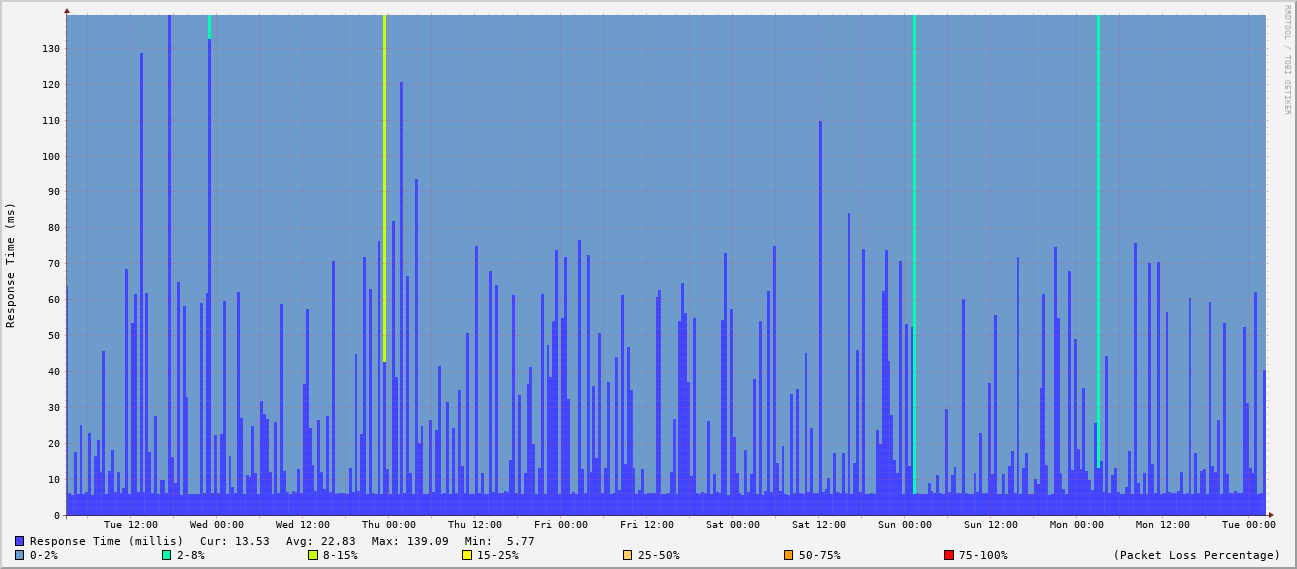 RRDTOOL / TOBI OETIKER
Response Time (ms)
130
120
110
100
90
80
70
60
50
40
30
20
10
0
Tue 12:00 Wed 00:00 Wed 12:00 Thu 00:00 Thu 12:00 Fri 00:00 Fri 12:00 Sat 00:00 Sat 12:00 Sun 00:00 Sun 12:00 Mon 00:00 Mon 12:00 Tue 00:00
Response Time (millis) Cur: 13.53 Avg: 22.83 Max: 139.09 Min: 5.77
0-2% 2-8% 8-15% 15-25% 25-50% 50-75% 75-100% (Packet Loss Percentage)